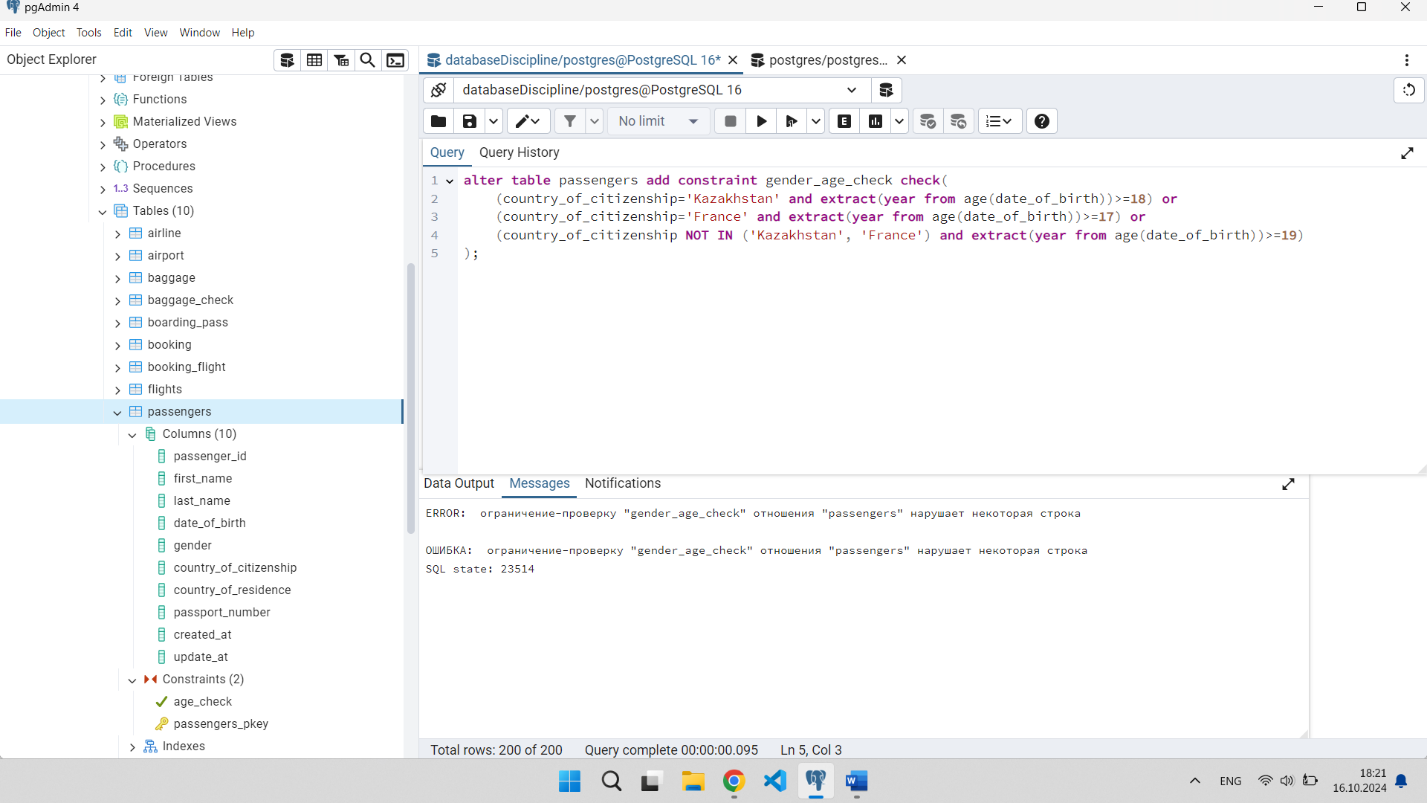 pgAdmin 4
File Object Tools Edit View Window Help
Object Explorer
databaseDiscipline/postgres@PostgreSQL 16*
postgres/postgres...
databaseDiscipline/postgres@PostgreSQL 16
No limit
Query Query History
1 alter table passengers add constraint gender_age_check check(
2 (country_of_citizenship='Kazakhstan' and extract(year from age(date_of_birth))>=18) or
3 (country_of_citizenship='France' and extract(year from age(date_of_birth))>=17) or
4 (country_of_citizenship NOT IN ('Kazakhstan', 'France') and extract(year from age(date_of_birth))>=19)
5 );
Foreign Tables
Functions
Materialized Views
Operators
Procedures
1..3 Sequences
Tables (10)
airline
airport
baggage
baggage_check
boarding_pass
booking
booking_flight
flights
passengers
Columns (10)
passenger_id
first_name
last_name
date_of_birth
gender
country_of_citizenship
country_of_residence
passport_number
created_at
update_at
Constraints (2)
age_check
passengers_pkey
Indexes
Data Output Messages Notifications
ERROR: ограничение-проверку "gender_age_check" отношения "passengers" нарушает некоторая строка
ОШИБКА: ограничение-проверку "gender_age_check" отношения "passengers" нарушает некоторая строка
SQL state: 23514
Total rows: 200 of 200 Query complete 00:00:00.095 Ln 5, Col 3
ENG
18:21
16.10.2024